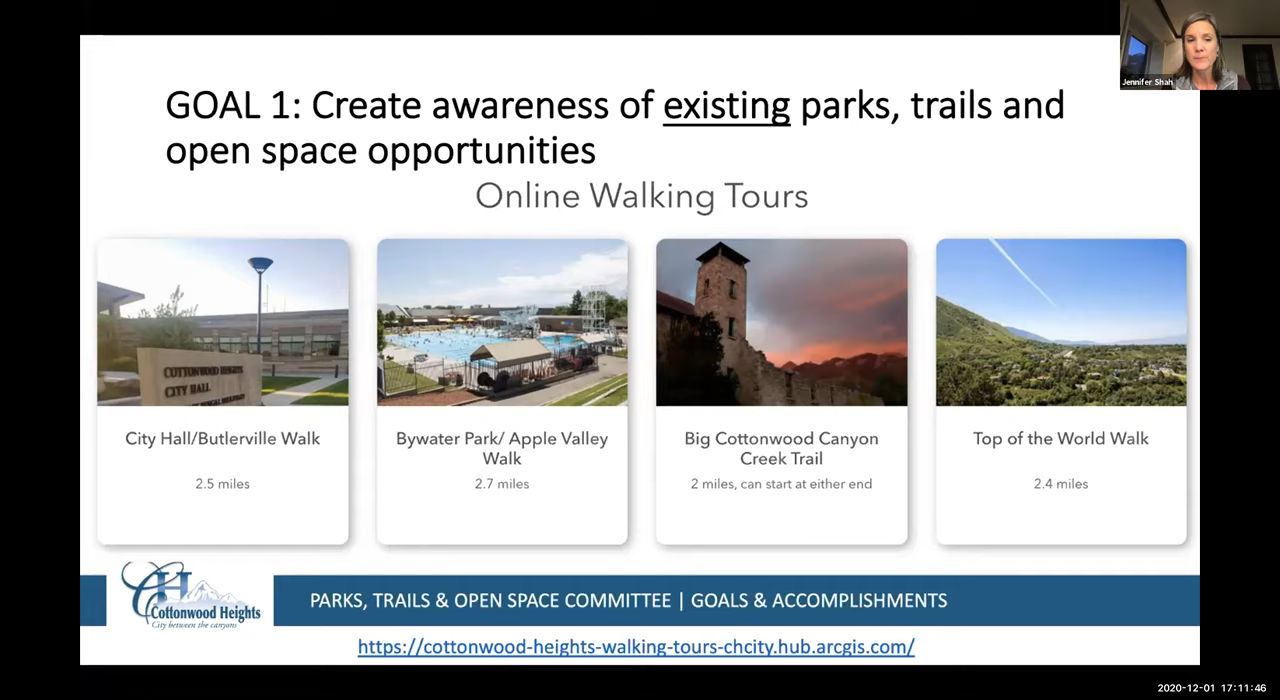 Jennifer Shah
GOAL 1: Create awareness of existing parks, trails and
open space opportunities
Online Walking Tours
COTTONWOOD HEIGHTS
CITY HALL
City Hall/Butlerville Walk
2.5 miles
Bywater Park/ Apple Valley
Walk
2.7 miles
Big Cottonwood Canyon
Creek Trail
2 miles, can start at either end
Top of the World Walk
2.4 miles
CH
Cottonwood Heights
City between the canyons
PARKS, TRAILS & OPEN SPACE COMMITTEE | GOALS & ACCOMPLISHMENTS
https://cottonwood-heights-walking-tours-chcity.hub.arcgis.com/
2020-12-01 17:11:46